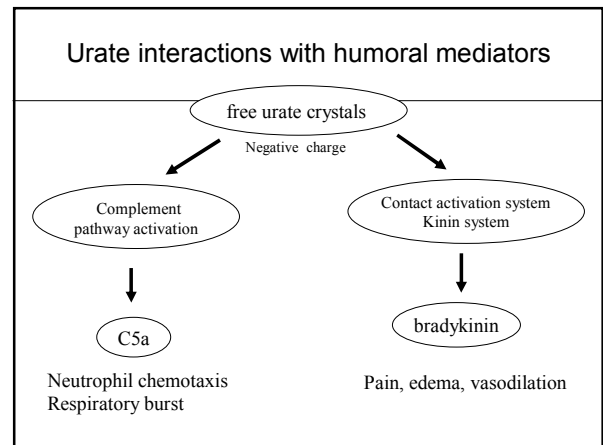 Urate interactions with humoral mediators
free urate crystals
Negative charge
Complement
pathway activation
Contact activation system
Kinin system
C5a
bradykinin
Neutrophil chemotaxis
Respiratory burst
Pain, edema, vasodilation